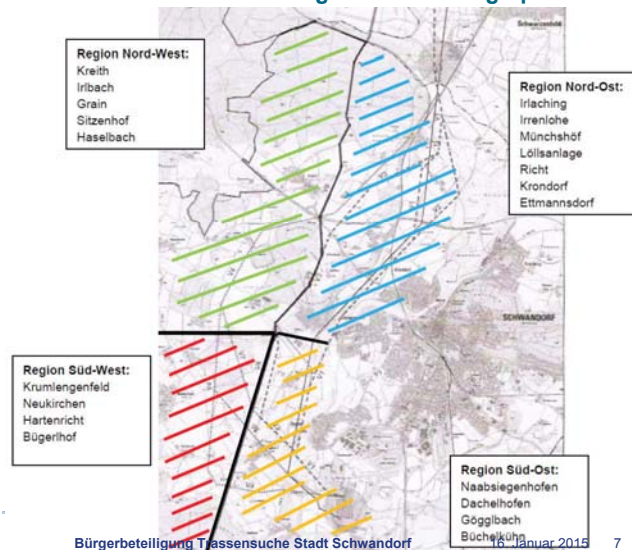 Region Nord-West:
Kreith
Irlbach
Grain
Sitzenhof
Haselbach
Region Nord-Ost:
Irlaching
Irrenlohe
Münchshöf
Löllsanlage
Richt
Krondorf
Ettmannsdorf
SCHWANDORF
Region Süd-West:
Krumlengenfeld
Neukirchen
Hartenricht
Bügerlhof
Region Süd-Ost:
Naabsiegenhofen
Dachelhofen
Gögglbach
Büchelkühn
Bürgerbeteiligung Trassensuche Stadt Schwandorf
16. Januar 2015 7